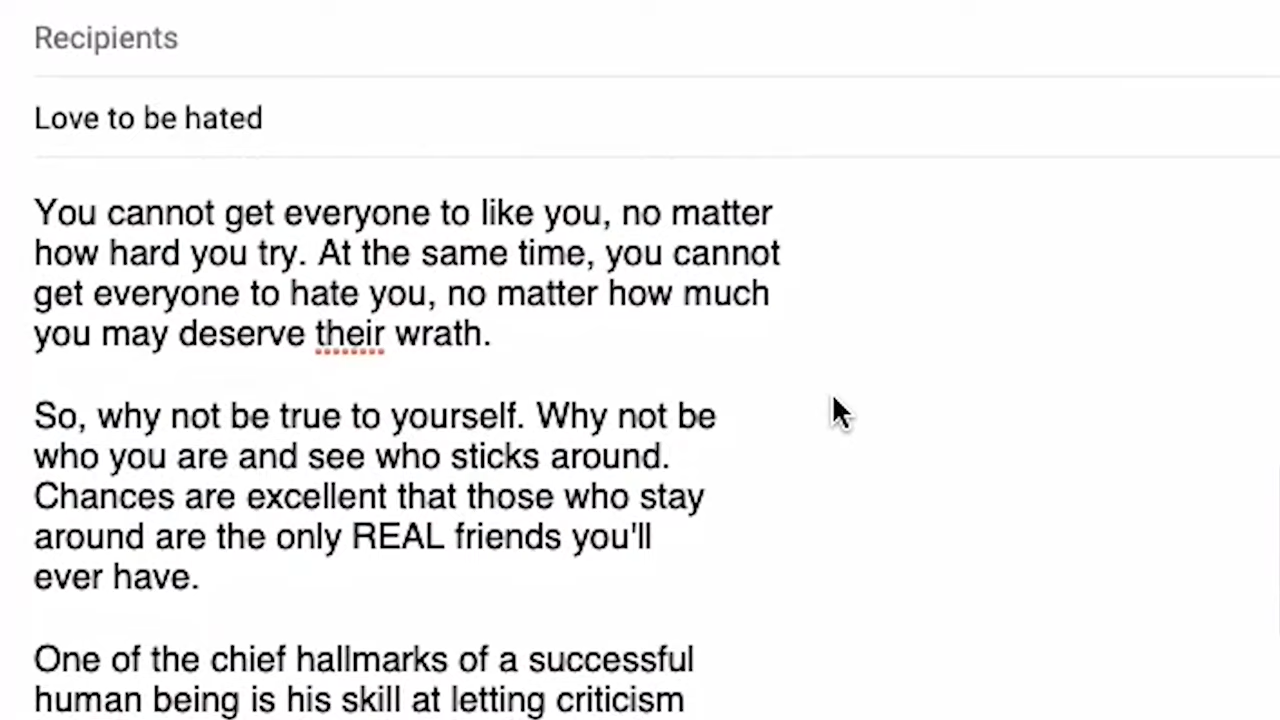 Recipients
Love to be hated
You cannot get everyone to like you, no matter
how hard you try. At the same time, you cannot
get everyone to hate you, no matter how much
you may deserve their wrath.
So, why not be true to yourself. Why not be
who you are and see who sticks around.
Chances are excellent that those who stay
around are the only REAL friends you'll
ever have.
One of the chief hallmarks of a successful
human being is his skill at letting criticism